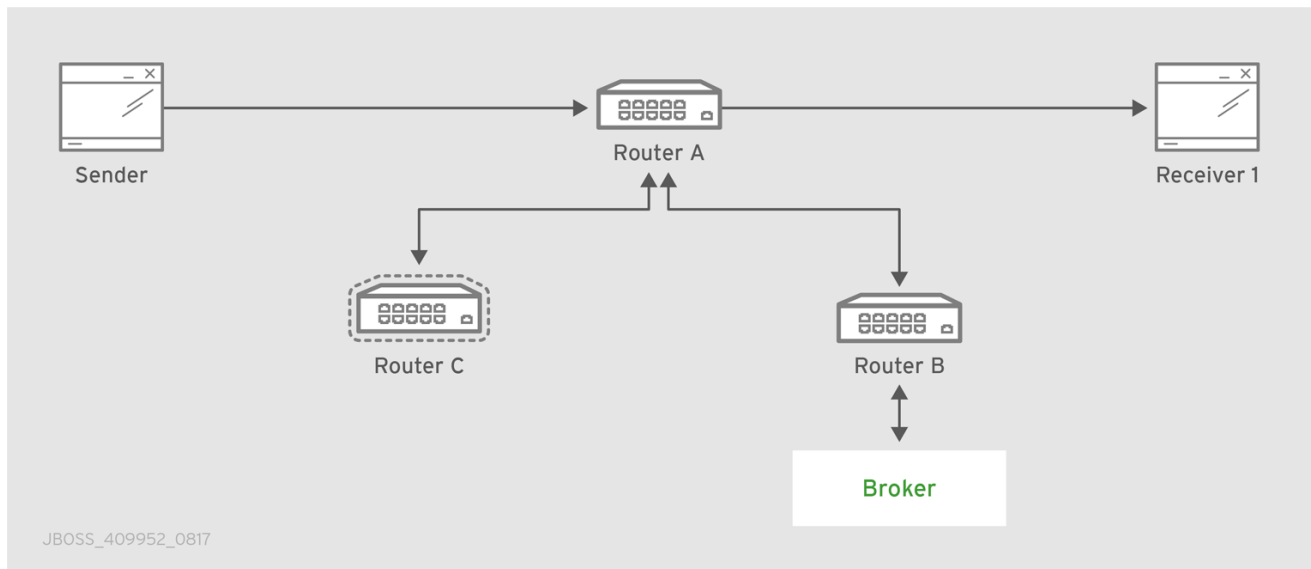 Sender
Router A
Receiver 1
Router C
Router B
Broker
JBOSS_409952_0817